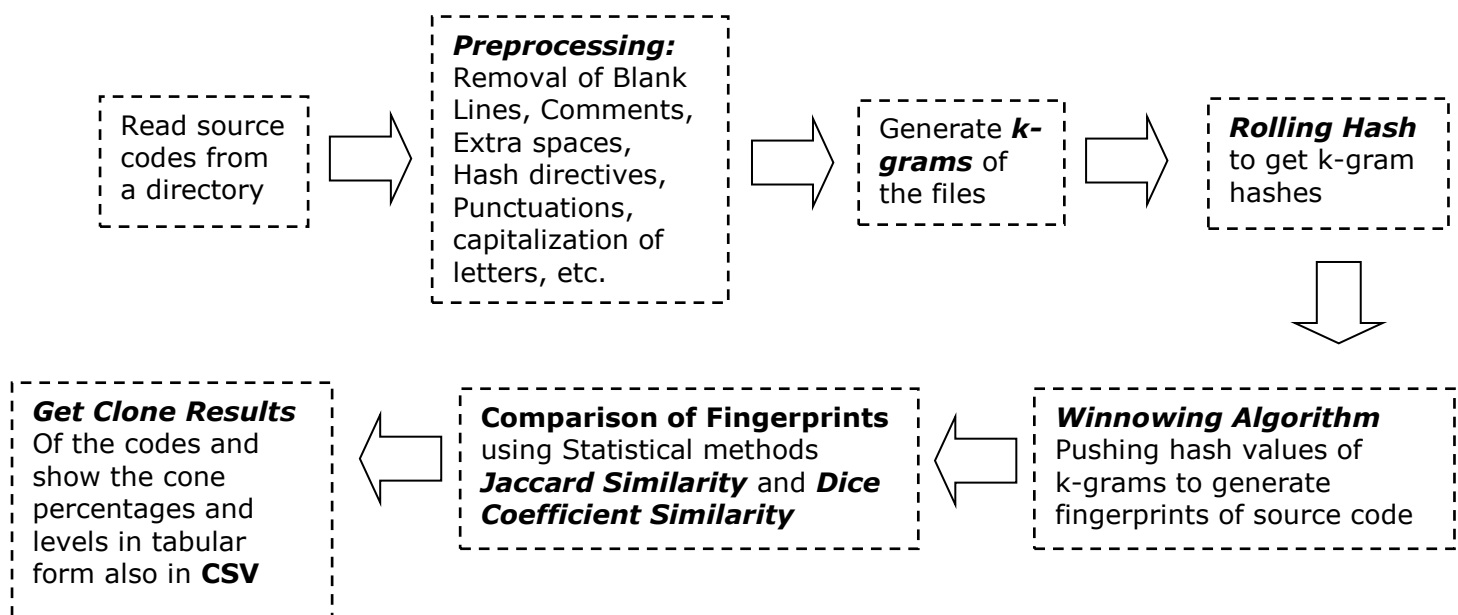 Read source
codes from
a directory
Preprocessing:
Removal of Blank
Lines, Comments,
Extra spaces,
Hash directives,
Punctuations,
capitalization of
letters, etc.
Generate k-
grams of
the files
Rolling Hash
to get k-gram
hashes
Winnowing Algorithm
Pushing hash values of
k-grams to generate
fingerprints of source code
Comparison of Fingerprints
using Statistical methods
Jaccard Similarity and Dice
Coefficient Similarity
Get Clone Results
Of the codes and
show the cone
percentages and
levels in tabular
form also in CSV